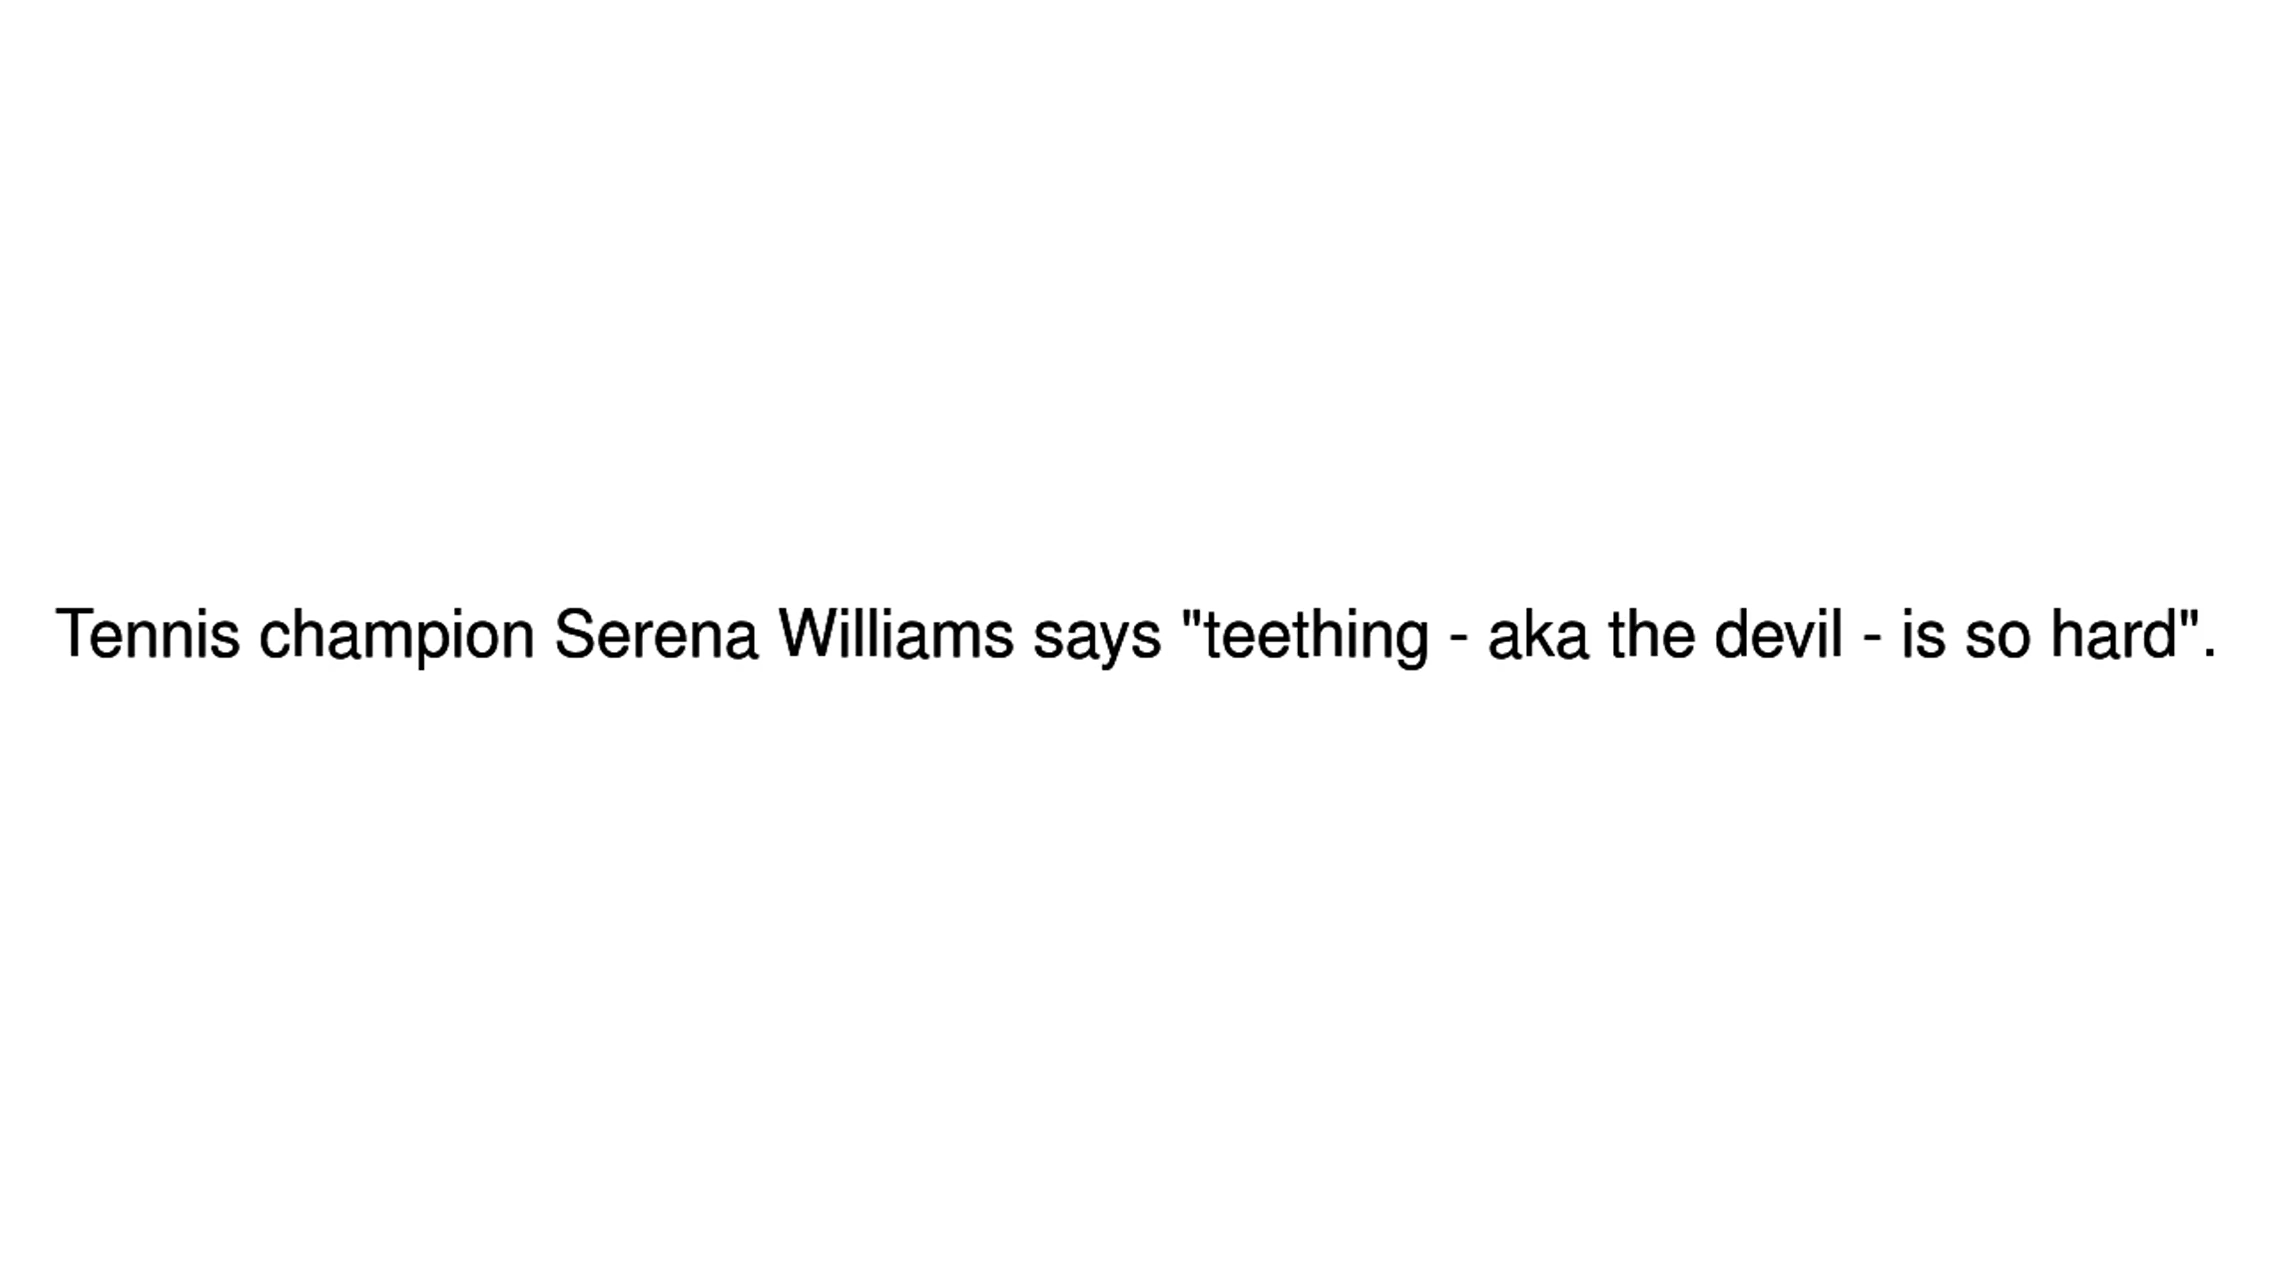 Tennis champion Serena Williams says "teething - aka the devil - is so hard".